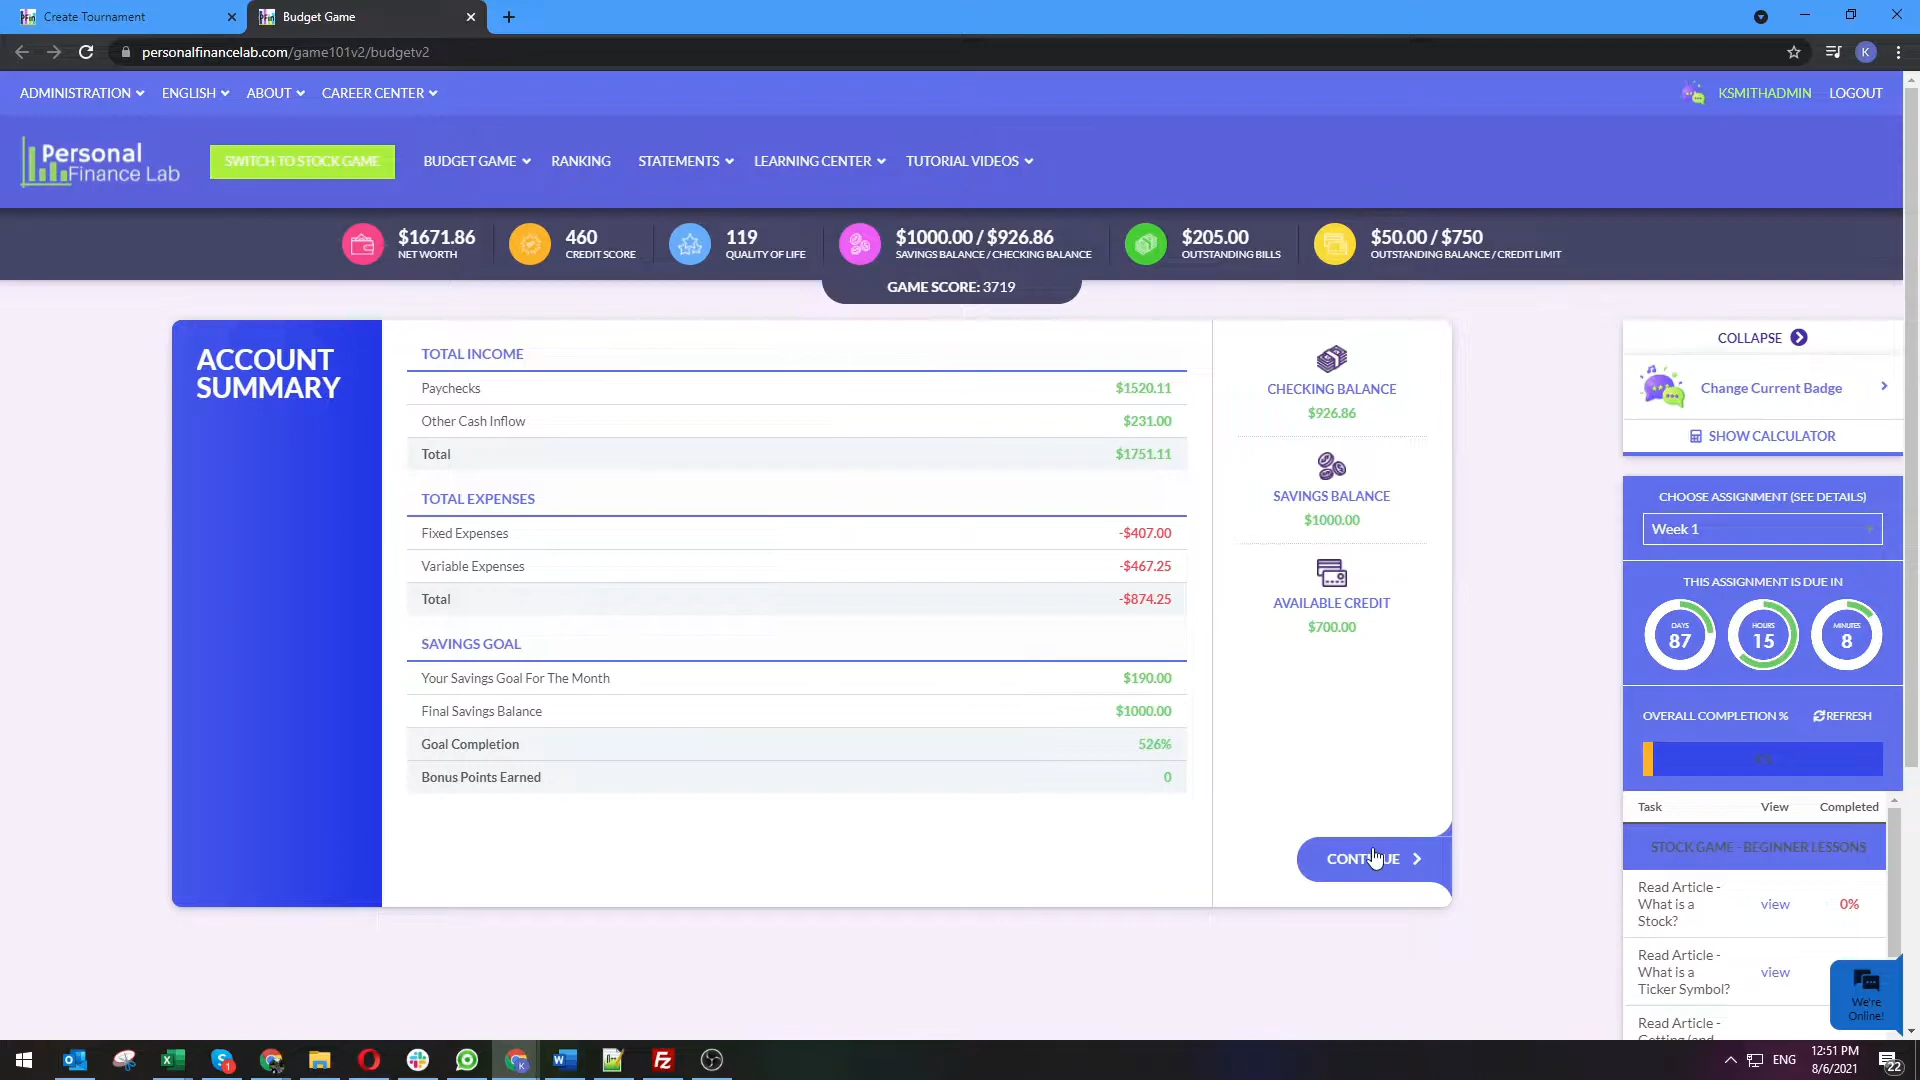 Create Tournament
Budget Game
personalfinancelab.com/game101v2/budgetv2
K
ADMINISTRATION ENGLISH ABOUT CAREER CENTER
KSMITHADMIN LOGOUT
Personal
Finance Lab
SWITCH TO STOCK GAME
BUDGET GAME RANKING STATEMENTS LEARNING CENTER TUTORIAL VIDEOS
$1671.86
NET WORTH
460
CREDIT SCORE
119
QUALITY OF LIFE
$1000.00 / $926.86
SAVINGS BALANCE / CHECKING BALANCE
$205.00
OUTSTANDING BILLS
$50.00 / $750
OUTSTANDING BALANCE / CREDIT LIMIT
GAME SCORE: 3719
ACCOUNT
SUMMARY
TOTAL INCOME
Paychecks $1520.11
Other Cash Inflow $231.00
Total $1751.11
TOTAL EXPENSES
Fixed Expenses -$407.00
Variable Expenses -$467.25
Total -$874.25
SAVINGS GOAL
Your Savings Goal For The Month $190.00
Final Savings Balance $1000.00
Goal Completion 526%
Bonus Points Earned 0
CHECKING BALANCE
$926.86
SAVINGS BALANCE
$1000.00
AVAILABLE CREDIT
$700.00
CONTINUE
COLLAPSE
Change Current Badge
SHOW CALCULATOR
CHOOSE ASSIGNMENT (SEE DETAILS)
Week 1
THIS ASSIGNMENT IS DUE IN
DAYS
87
HOURS
15
MINUTES
8
OVERALL COMPLETION % REFRESH
Task View Completed
STOCK GAME - BEGINNER LESSONS
Read Article -
What is a
Stock?
view 0%
Read Article -
What is a
Ticker Symbol?
view
Read Article -
We're
Online!
ENG
12:51 PM
8/6/2021
22